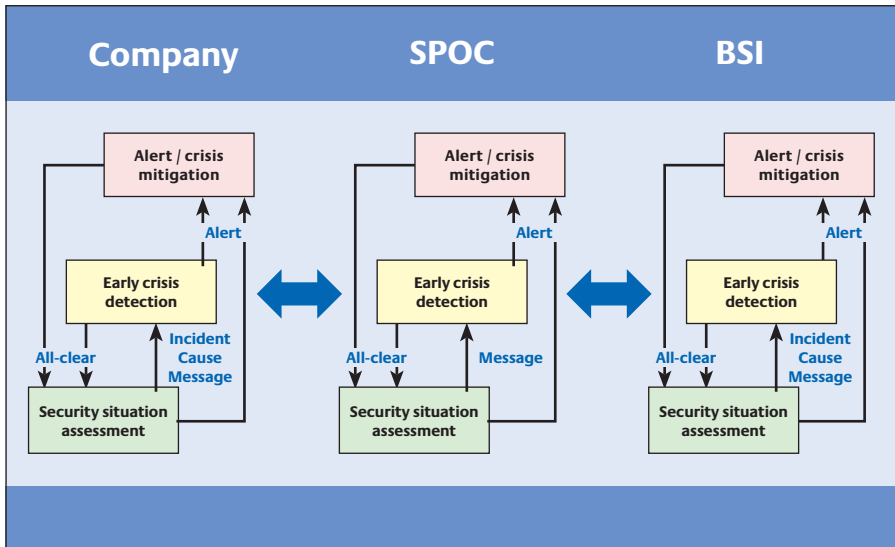 Company
SPOC
BSI
Alert / crisis
mitigation
Alert
Early crisis
detection
All-clear
Incident
Cause
Message
Security situation
assessment
Alert / crisis
mitigation
Alert
Early crisis
detection
All-clear
Message
Security situation
assessment
Alert / crisis
mitigation
Alert
Early crisis
detection
All-clear
Incident
Cause
Message
Security situation
assessment